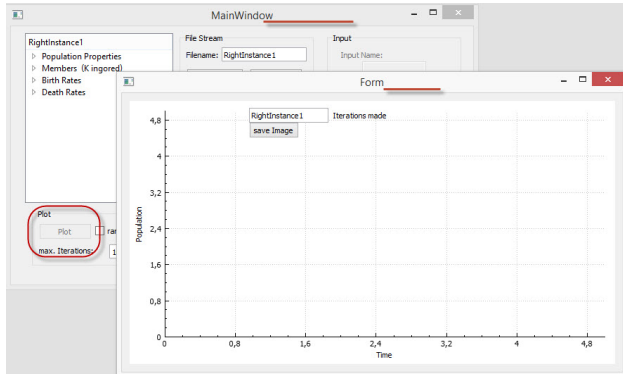 MainWindow
RightInstance1
Population Properties
Members (K ingored)
Birth Rates
Death Rates
File Stream
Filename: RightInstance1
Input
Input Name:
Plot
Plot
max. Iterations: 1
Form
RightInstance1 Iterations made
save Image
Population
4,8
4
3,2
2,4
1,6
0,8
0
0 0,8 1,6 2,4 3,2 4 4,8
Time